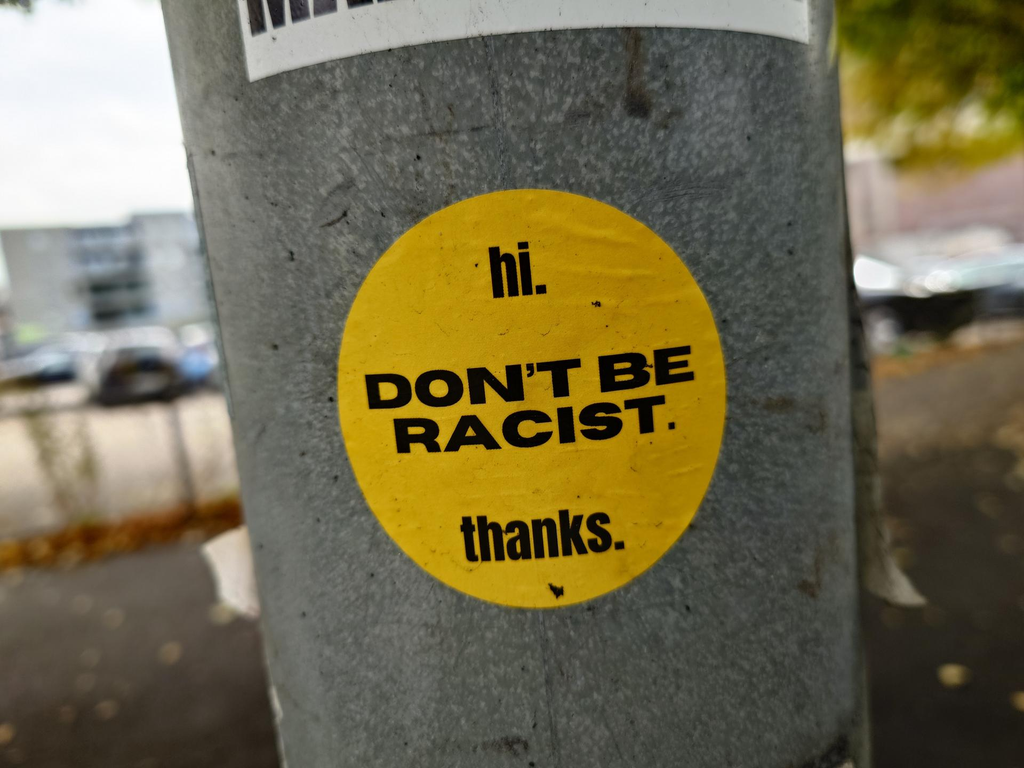 hi.
DON'T BE
RACIST.
thanks.